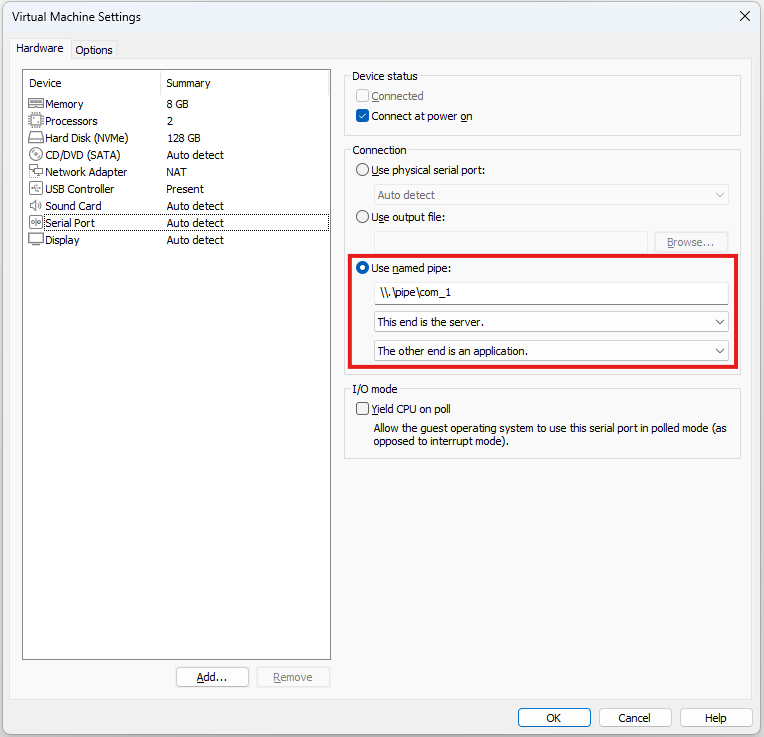 Virtual Machine Settings
Hardware
Options
Device Summary
Memory 8 GB
Processors 2
Hard Disk (NVMe) 128 GB
CD/DVD (SATA) Auto detect
Network Adapter NAT
USB Controller Present
Sound Card Auto detect
Serial Port Auto detect
Display Auto detect
Add...
Remove
Device status
Connected
Connect at power on
Connection
Use physical serial port:
Auto detect
Use output file:
Browse...
Use named pipe:
\\.\pipe\com_1
This end is the server.
The other end is an application.
I/O mode
Yield CPU on poll
Allow the guest operating system to use this serial port in polled mode (as
opposed to interrupt mode).
OK
Cancel
Help